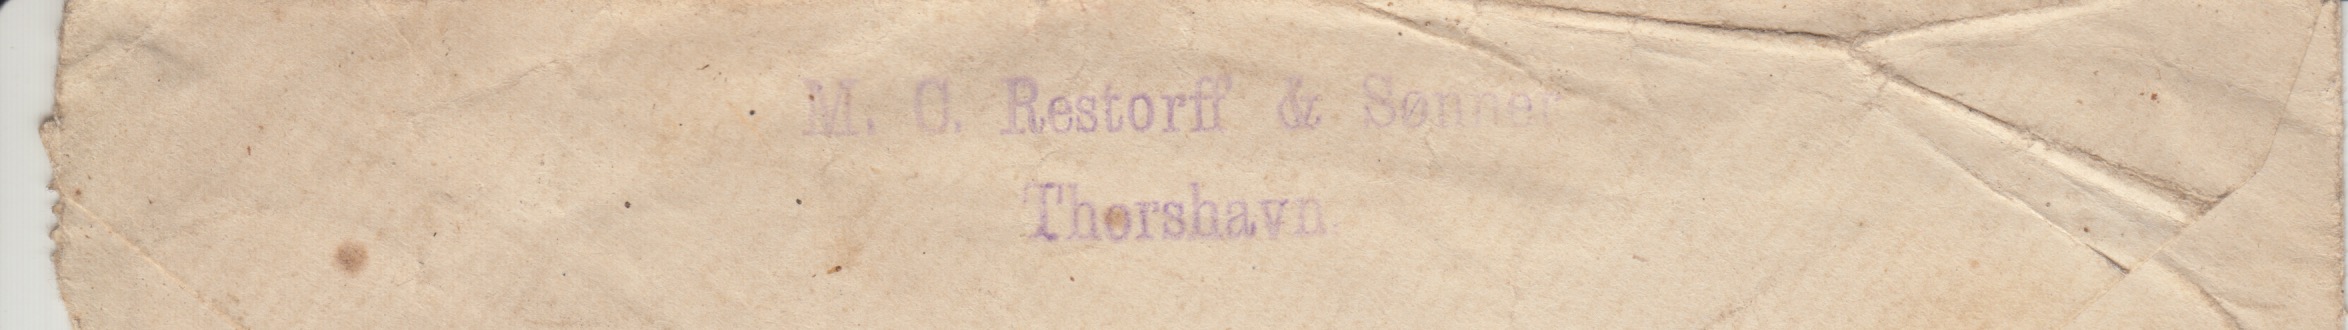 M. C. Restorff & Sønner
Thorshavn.